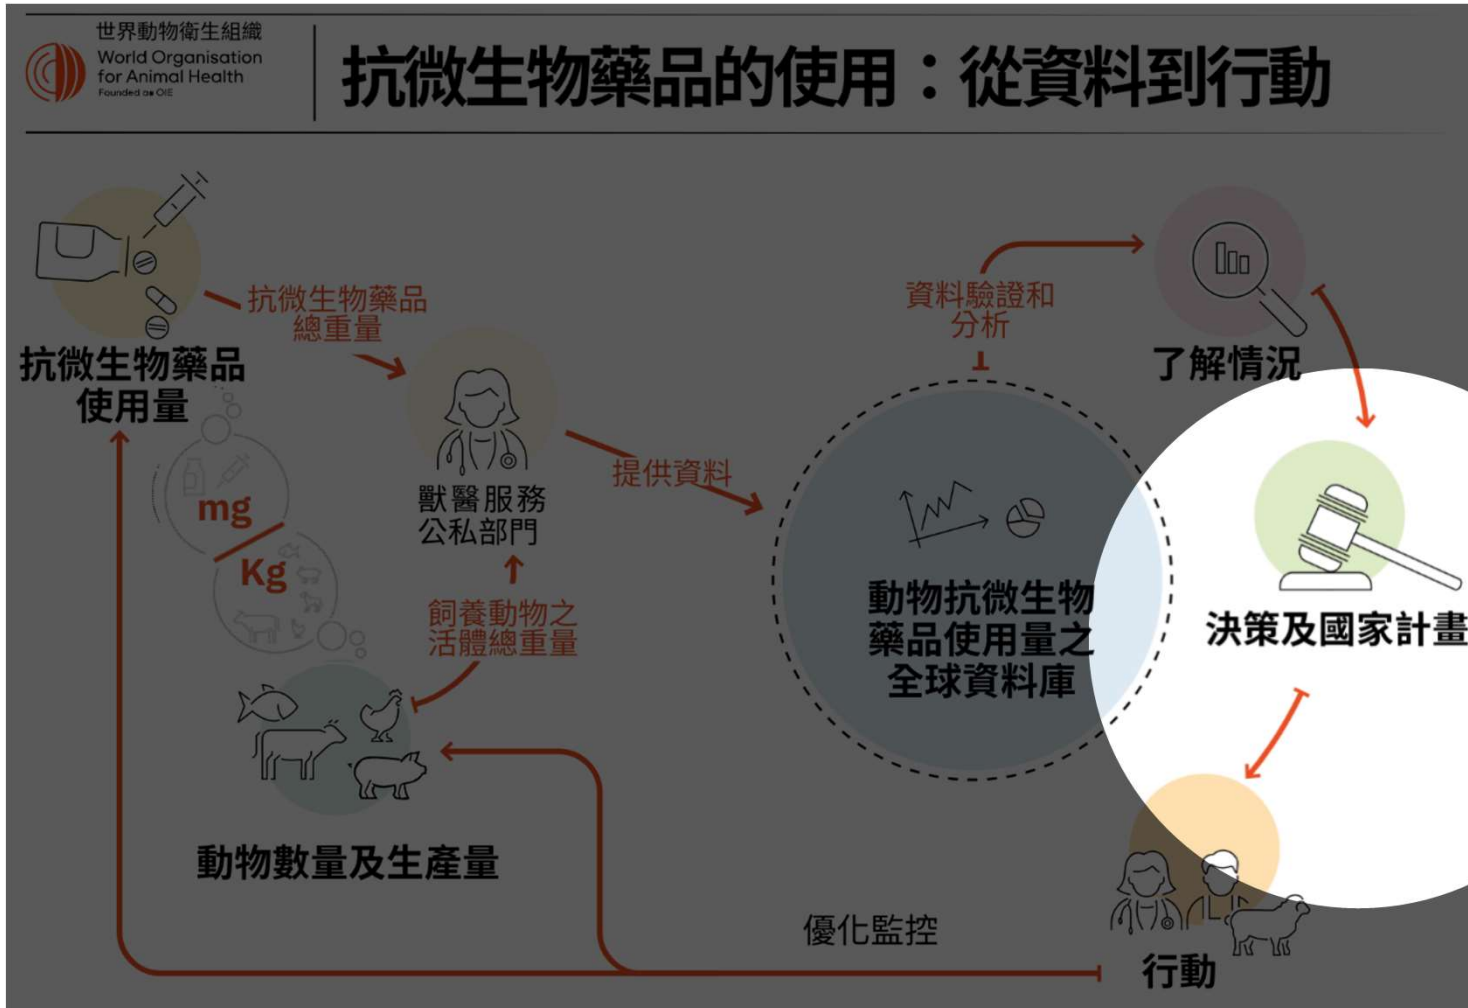 世界動物衛生組織
World Organisation
for Animal Health
Founded as OIE
抗微生物藥品的使用：從資料到行動
抗微生物藥品
使用量
抗微生物藥品
總重量
mg
Kg
獸醫服務
公私部門
飼養動物之
活體總重量
動物數量及生產量
提供資料
資料驗證和
分析
動物抗微生物
藥品使用量之
全球資料庫
了解情況
決策及國家計畫
優化監控
行動